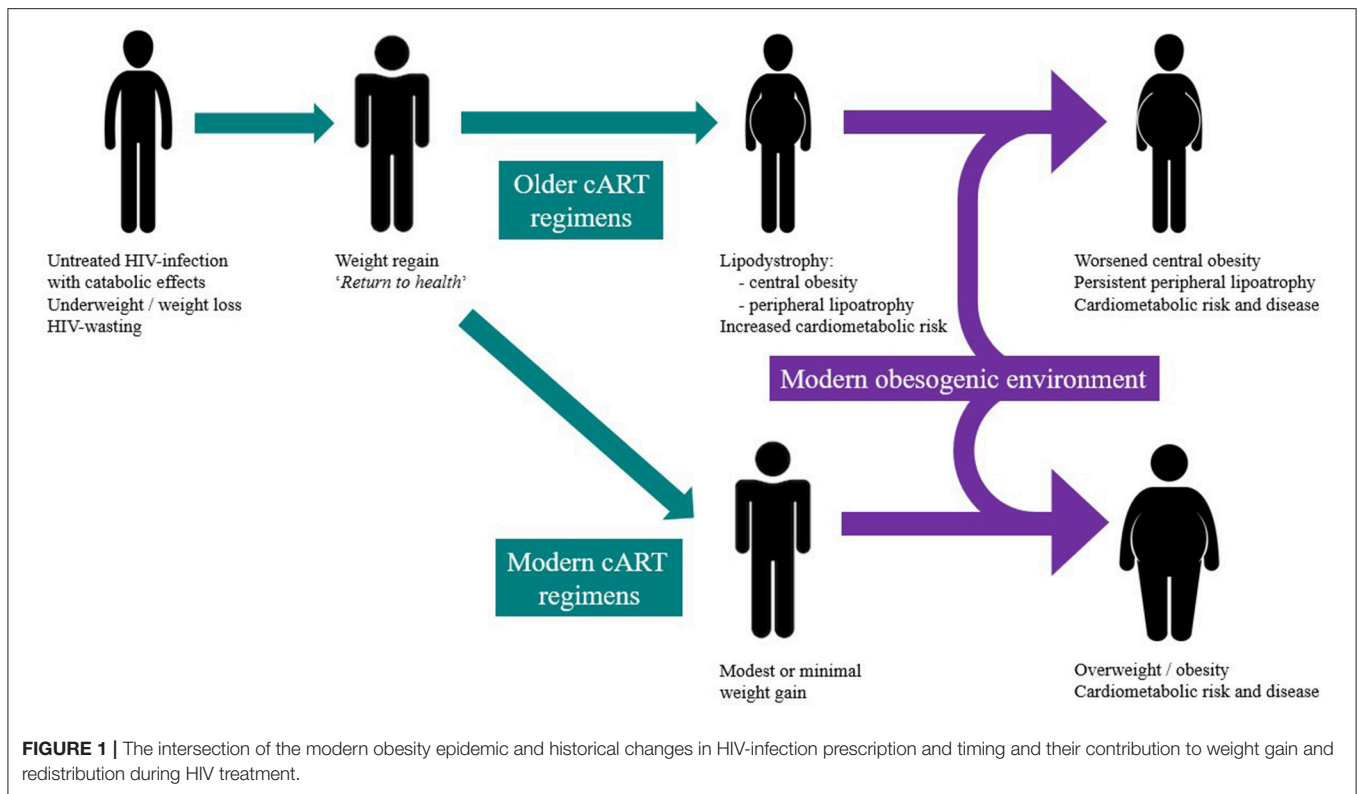 Older cART
regimens
Untreated HIV-infection
with catabolic effects
Underweight / weight loss
HIV-wasting
Weight regain
‘Return to health’
Lipodystrophy:
- central obesity
- peripheral lipoatrophy
Increased cardiometabolic risk
Worsened central obesity
Persistent peripheral lipoatrophy
Cardiometabolic risk and disease
Modern obesogenic environment
Modern cART
regimens
Modest or minimal
weight gain
Overweight / obesity
Cardiometabolic risk and disease
FIGURE 1 | The intersection of the modern obesity epidemic and historical changes in HIV-infection prescription and timing and their contribution to weight gain and
redistribution during HIV treatment.